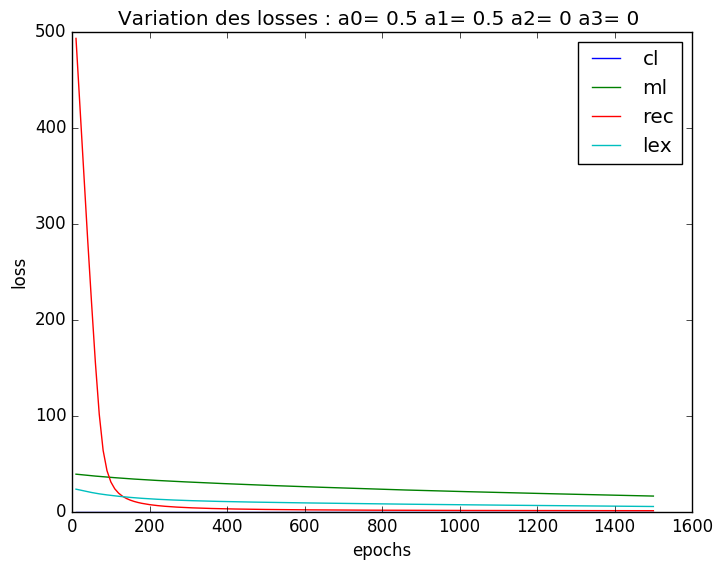 Variation des losses : a0= 0.5 a1= 0.5 a2= 0 a3= 0
500
400
300
200
100
0
loss
cl
ml
rec
lex
0 200 400 600 800 1000 1200 1400 1600
epochs